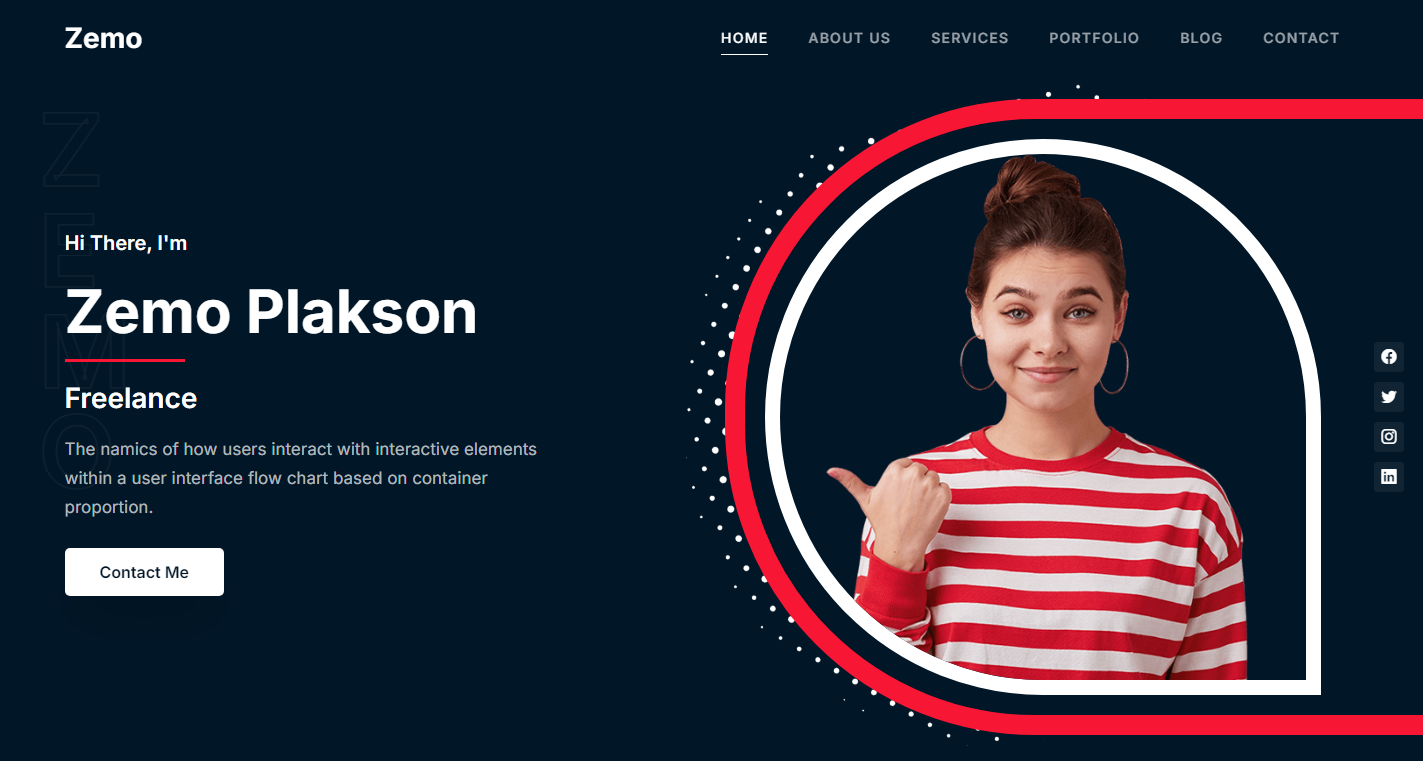 Zemo
HOME ABOUT US SERVICES PORTFOLIO BLOG CONTACT
ZEMO
Hi There, I'm
Zemo Plakson
Freelance
The namics of how users interact with interactive elements
within a user interface flow chart based on container
proportion.
Contact Me